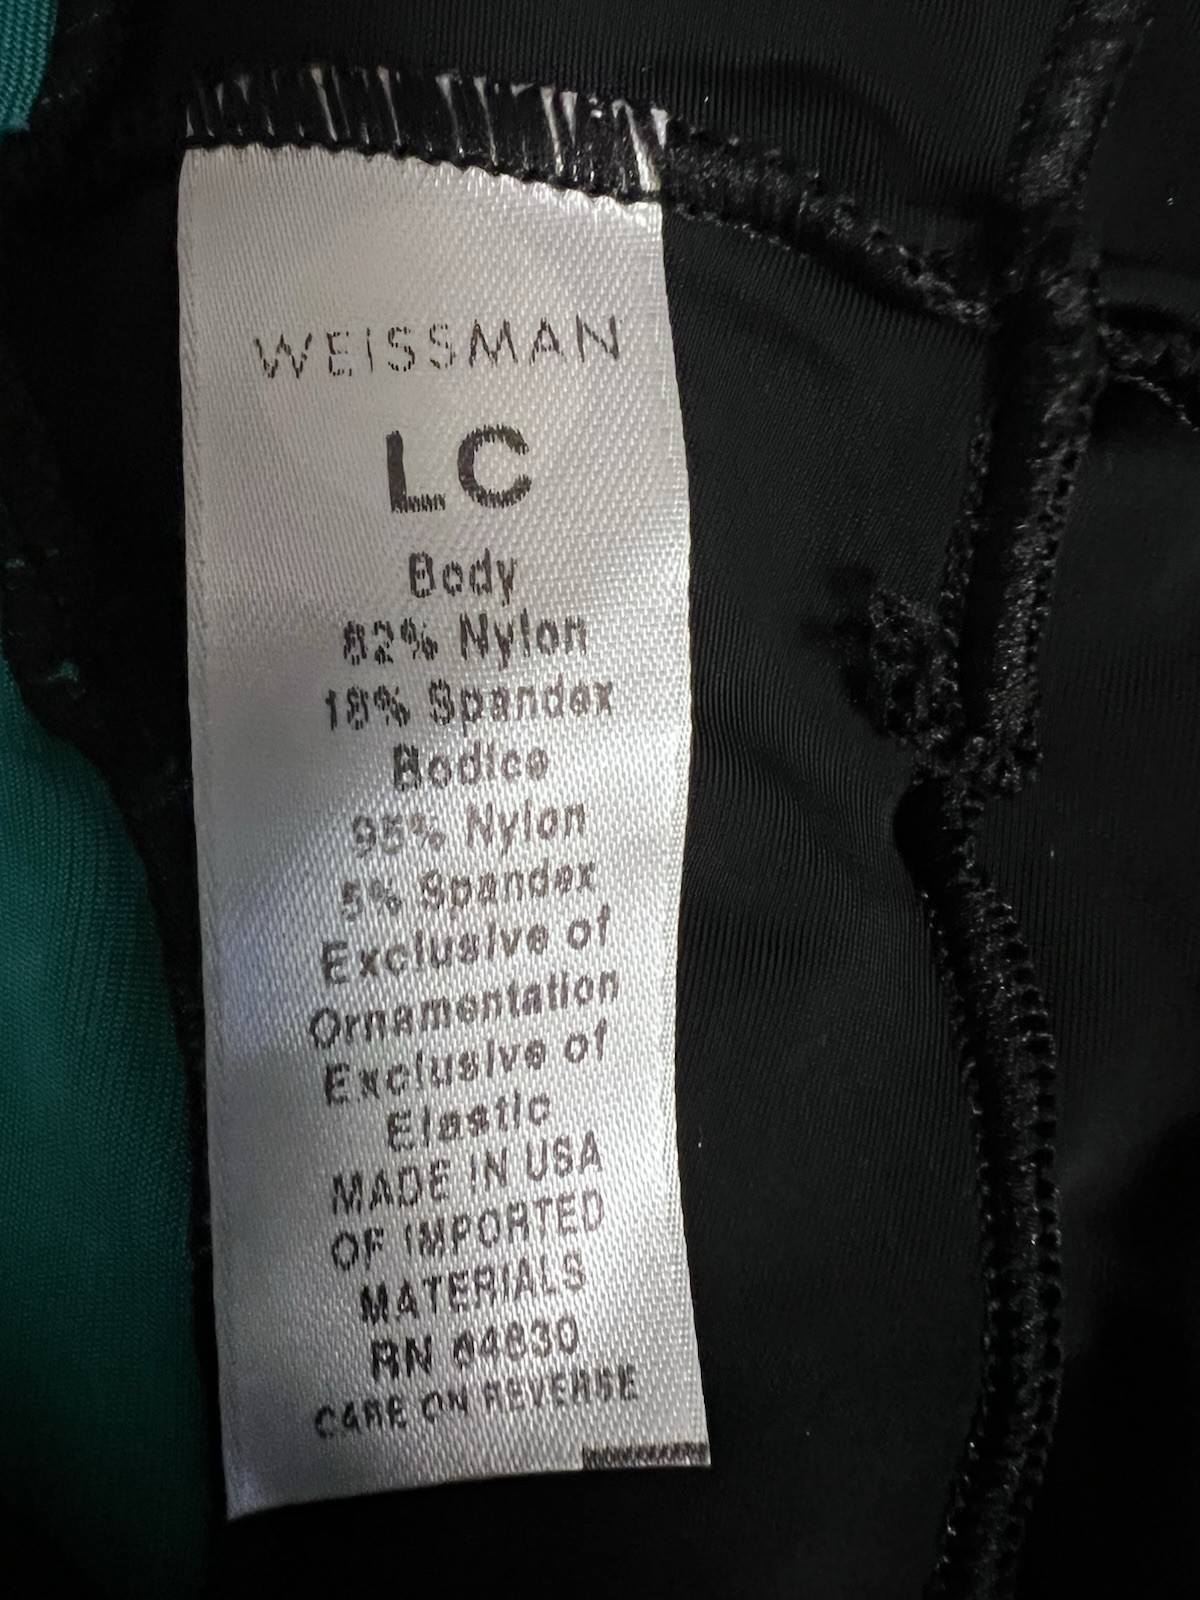 WEISSMAN
LC
Body
82% Nylon
18% Spandex
Bodice
95% Nylon
5% Spandex
Exclusive of
Ornamentation
Exclusive of
Elastic
MADE IN USA
OF IMPORTED
MATERIALS
RN 64830
CARE ON REVERSE